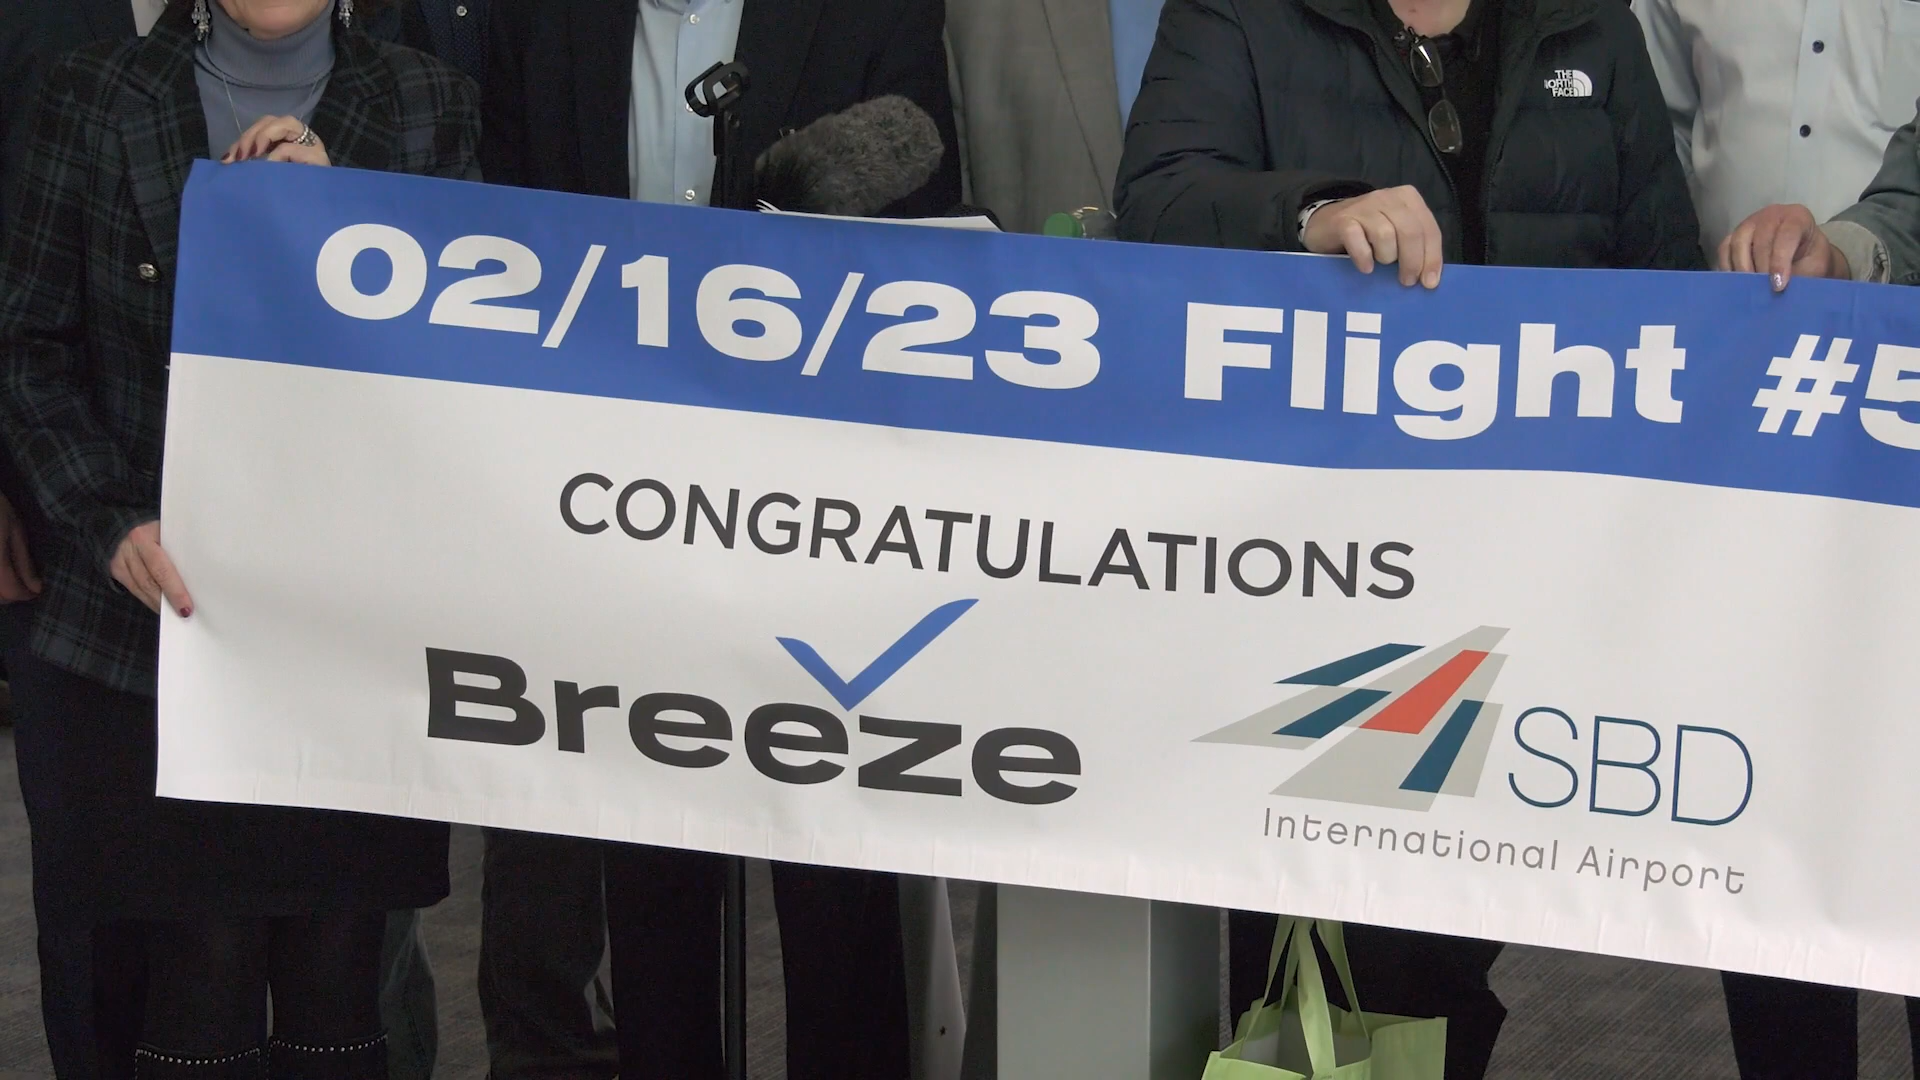 THE
NORTH
FACE
02/16/23 Flight #5
CONGRATULATIONS
Breeze
SBD
International Airport